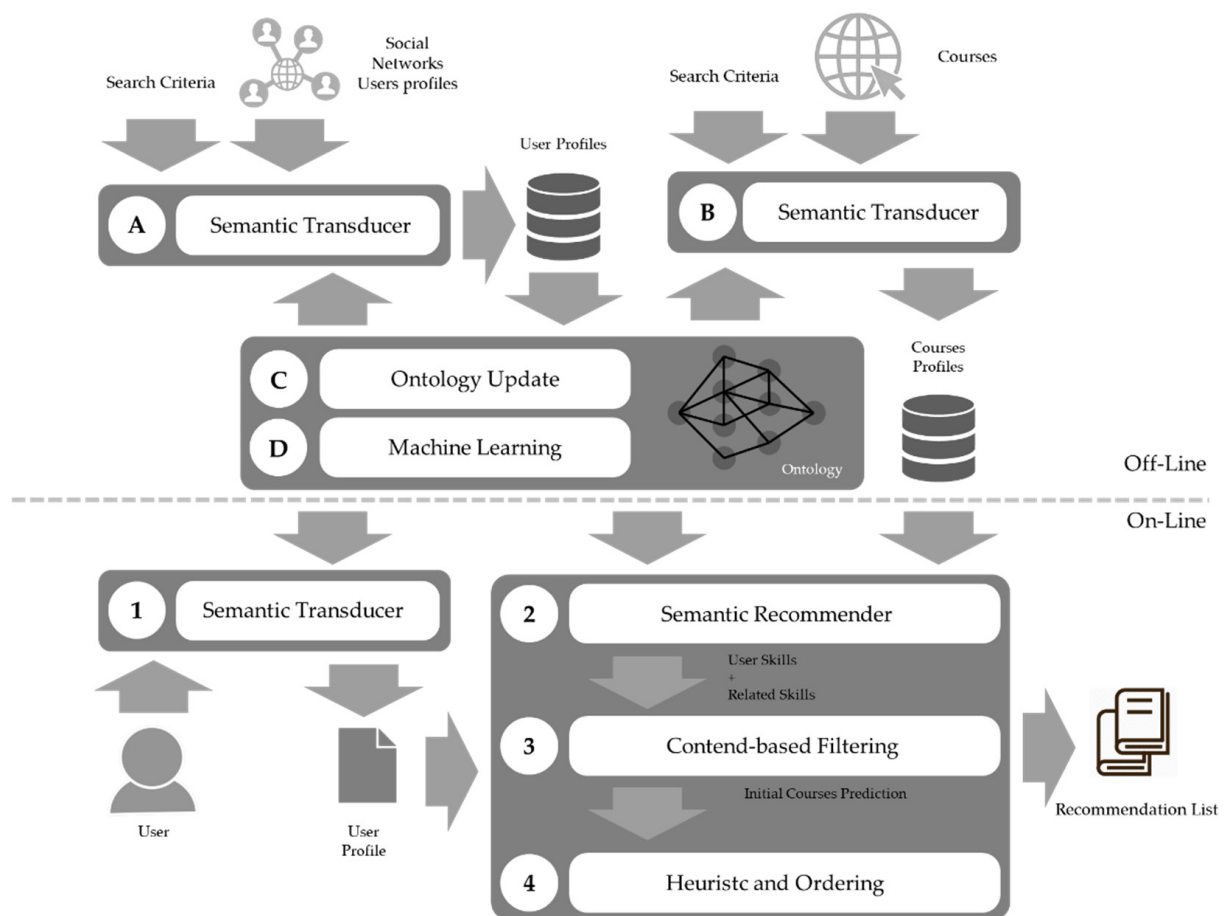 Social
Networks
Users profiles
Search Criteria
Courses
Search Criteria
User Profiles
A
Semantic Transducer
B
Semantic Transducer
Courses
Profiles
C
Ontology Update
D
Machine Learning
Ontology
Off-Line
On-Line
1
Semantic Transducer
2
Semantic Recommender
User Skills
+
Related Skills
3
Contend-based Filtering
Initial Courses Prediction
User
User
Profile
Recommendation List
4
Heuristc and Ordering